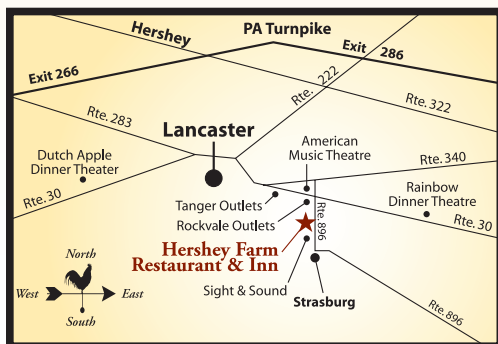 Hershey
PA Turnpike
Exit 286
Exit 266
Rte. 222
Rte. 322
Rte. 283
Lancaster
American
Music Theatre
Rte. 340
Dutch Apple
Dinner Theater
Tanger Outlets
Rte. 896
Rainbow
Dinner Theatre
Rte. 30
Rockvale Outlets
Rte. 30
Hershey Farm
Restaurant & Inn
North
West
East
South
Sight & Sound
Strasburg
Rte.896